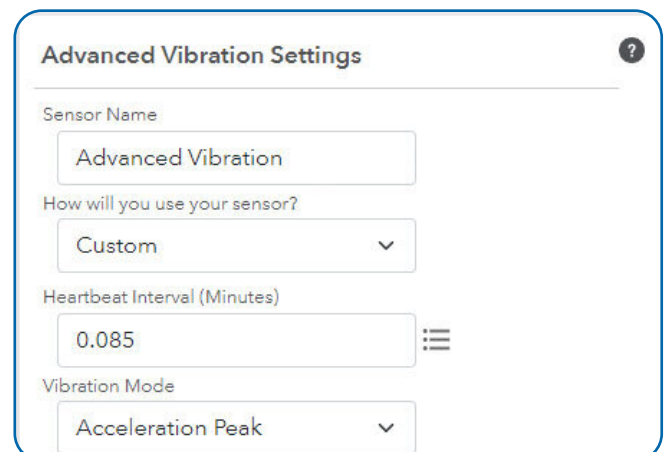 Advanced Vibration Settings ?
Sensor Name
Advanced Vibration
How will you use your sensor?
Custom
Heartbeat Interval (Minutes)
0.085
Vibration Mode
Acceleration Peak